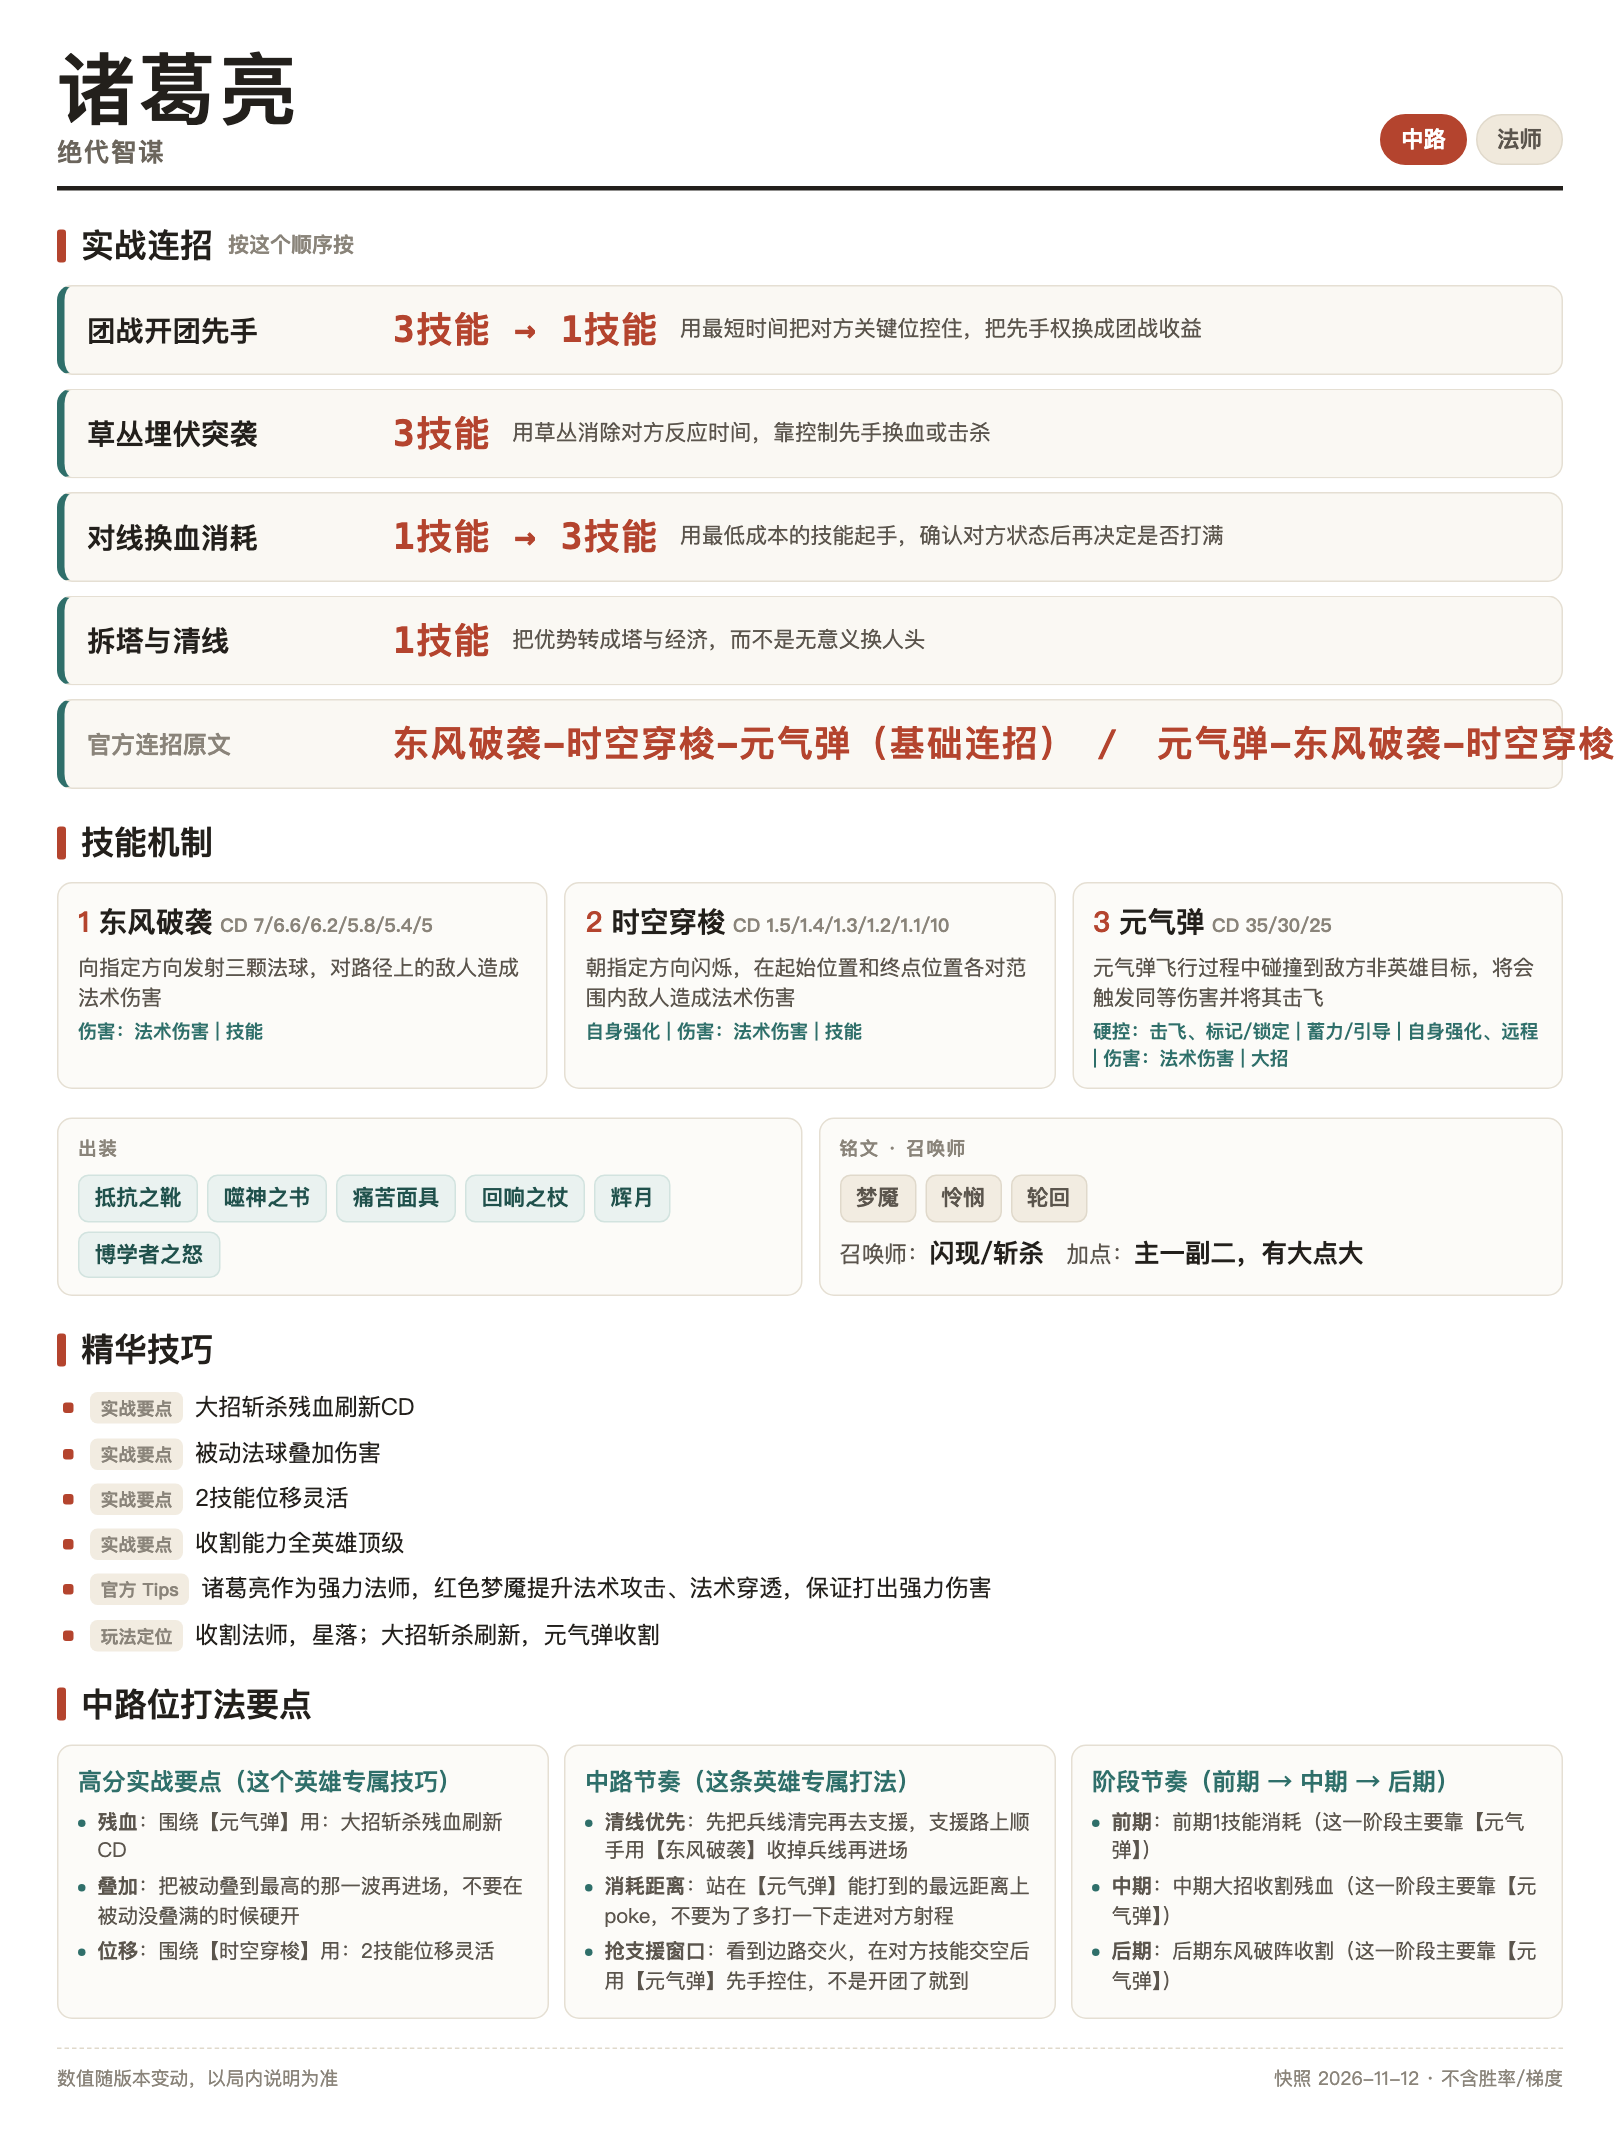 诸葛亮
绝代智谋
中路 法师
实战连招 按这个顺序按
团战开团先手 3技能 → 1技能 用最短时间把对方关键位控住，把先手权换成团战收益
草丛埋伏突袭 3技能 用草丛消除对方反应时间，靠控制先手换血或击杀
对线换血消耗 1技能 → 3技能 用最低成本的技能起手，确认对方状态后再决定是否打满
拆塔与清线 1技能 把优势转成塔与经济，而不是无意义换人头
官方连招原文 东风破袭–时空穿梭–元气弹（基础连招） / 元气弹–东风破袭–时空穿梭
技能机制
1 东风破袭 CD 7/6.6/6.2/5.8/5.4/5
向指定方向发射三颗法球，对路径上的敌人造成
法术伤害
伤害：法术伤害 | 技能
2 时空穿梭 CD 1.5/1.4/1.3/1.2/1.1/10
朝指定方向闪烁，在起始位置和终点位置各对范
围内敌人造成法术伤害
自身强化 | 伤害：法术伤害 | 技能
3 元气弹 CD 35/30/25
元气弹飞行过程中碰撞到敌方非英雄目标，将会
触发同等伤害并将其击飞
硬控：击飞、标记/锁定 | 蓄力/引导 | 自身强化、远程
| 伤害：法术伤害 | 大招
出装
抵抗之靴 噬神之书 痛苦面具 回响之杖 辉月
博学者之怒
铭文 · 召唤师
梦魇 怜悯 轮回
召唤师：闪现/斩杀 加点：主一副二，有大点大
精华技巧
实战要点 大招斩杀残血刷新CD
实战要点 被动法球叠加伤害
实战要点 2技能位移灵活
实战要点 收割能力全英雄顶级
官方 Tips 诸葛亮作为强力法师，红色梦魇提升法术攻击、法术穿透，保证打出强力伤害
玩法定位 收割法师，星落；大招斩杀刷新，元气弹收割
中路位打法要点
高分实战要点（这个英雄专属技巧）
残血：围绕【元气弹】用：大招斩杀残血刷新
CD
叠加：把被动叠到最高的那一波再进场，不要在
被动没叠满的时候硬开
位移：围绕【时空穿梭】用：2技能位移灵活
中路节奏（这条英雄专属打法）
清线优先：先把兵线清完再去支援，支援路上顺
手用【东风破袭】收掉兵线再进场
消耗距离：站在【元气弹】能打到的最远距离上
poke，不要为了多打一下走进对方射程
抢支援窗口：看到边路交火，在对方技能交空后
用【元气弹】先手控住，不是开团了就到
阶段节奏（前期 → 中期 → 后期）
前期：前期1技能消耗（这一阶段主要靠【元气
弹】）
中期：中期大招收割残血（这一阶段主要靠【元
气弹】）
后期：后期东风破阵收割（这一阶段主要靠【元
气弹】）
数值随版本变动，以局内说明为准
快照 2026–11–12 · 不含胜率/梯度